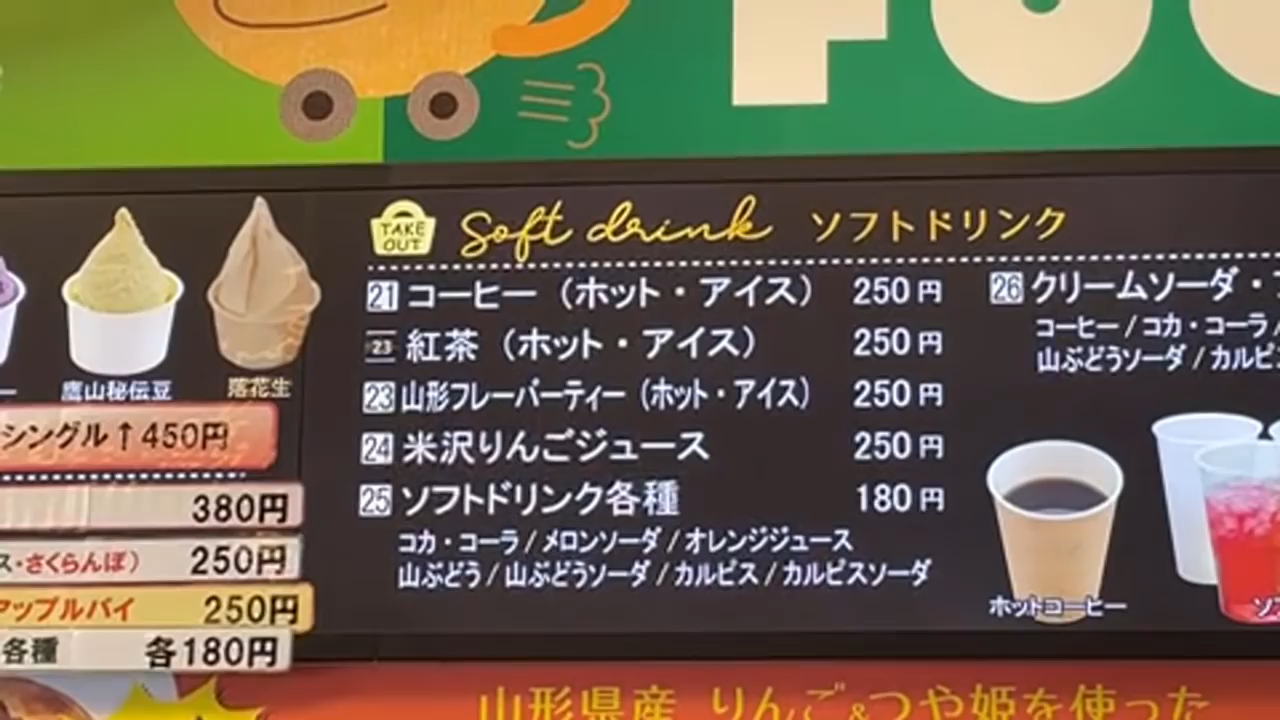 TAKE OUT Soft drink ソフトドリンク
21 コーヒー（ホット・アイス） 250円
23 紅茶（ホット・アイス） 250円
23 山形フレーバーティー（ホット・アイス） 250円
24 米沢りんごジュース 250円
25 ソフトドリンク各種 180円
コカ・コーラ / メロンソーダ / オレンジジュース
山ぶどう / 山ぶどうソーダ / カルピス / カルピスソーダ
26 クリームソーダ・
コーヒー / コカ・コーラ /
山ぶどうソーダ / カルピ
ホットコーヒー
ソフ
鷹山秘伝豆 落花生
シングル↑450円
380円
ス・さくらんぼ） 250円
アップルパイ 250円
各種 各180円
山形県産 りんご&つや姫を使った